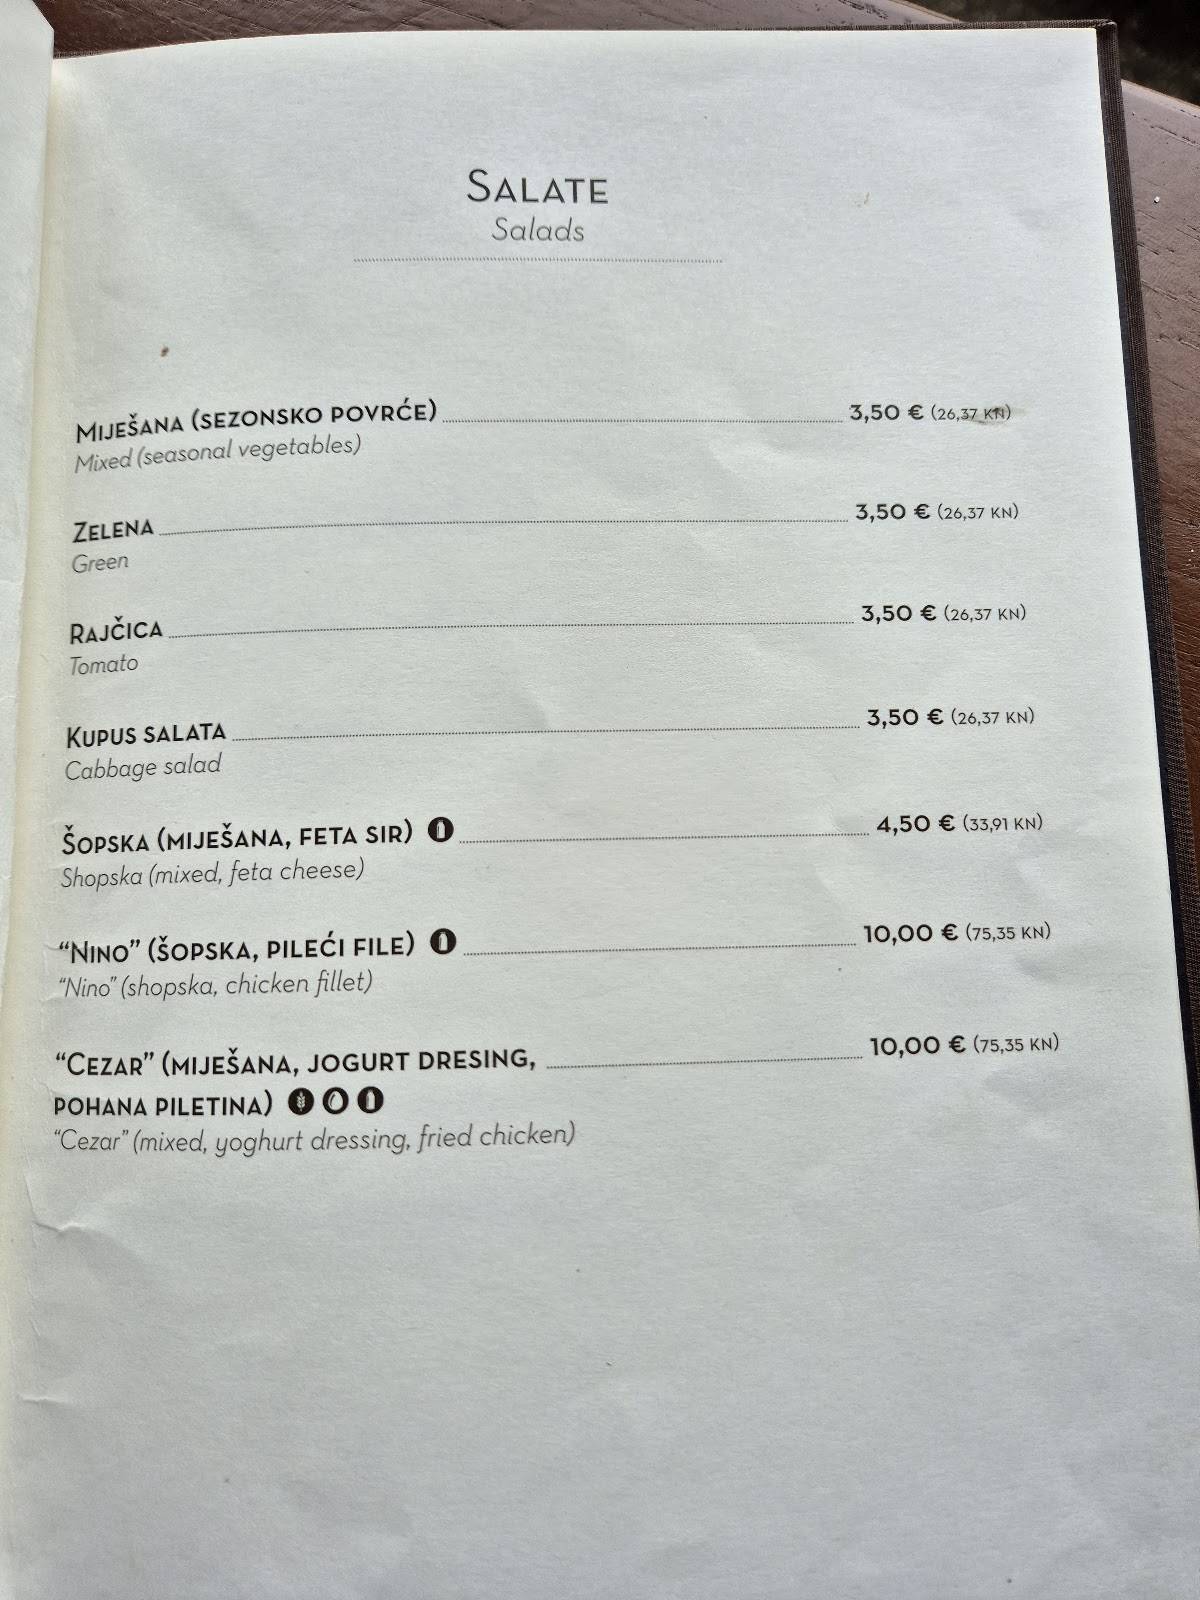 SALATE
Salads
MIJEŠANA (SEZONSKO POVRĆE) 3,50 € (26,37 KN)
Mixed (seasonal vegetables)
ZELENA 3,50 € (26,37 KN)
Green
RAJČICA 3,50 € (26,37 KN)
Tomato
KUPUS SALATA 3,50 € (26,37 KN)
Cabbage salad
ŠOPSKA (MIJEŠANA, FETA SIR) 4,50 € (33,91 KN)
Shopska (mixed, feta cheese)
“NINO” (ŠOPSKA, PILEĆI FILE) 10,00 € (75,35 KN)
“Nino” (shopska, chicken fillet)
“CEZAR” (MIJEŠANA, JOGURT DRESING, 10,00 € (75,35 KN)
POHANA PILETINA)
“Cezar” (mixed, yoghurt dressing, fried chicken)